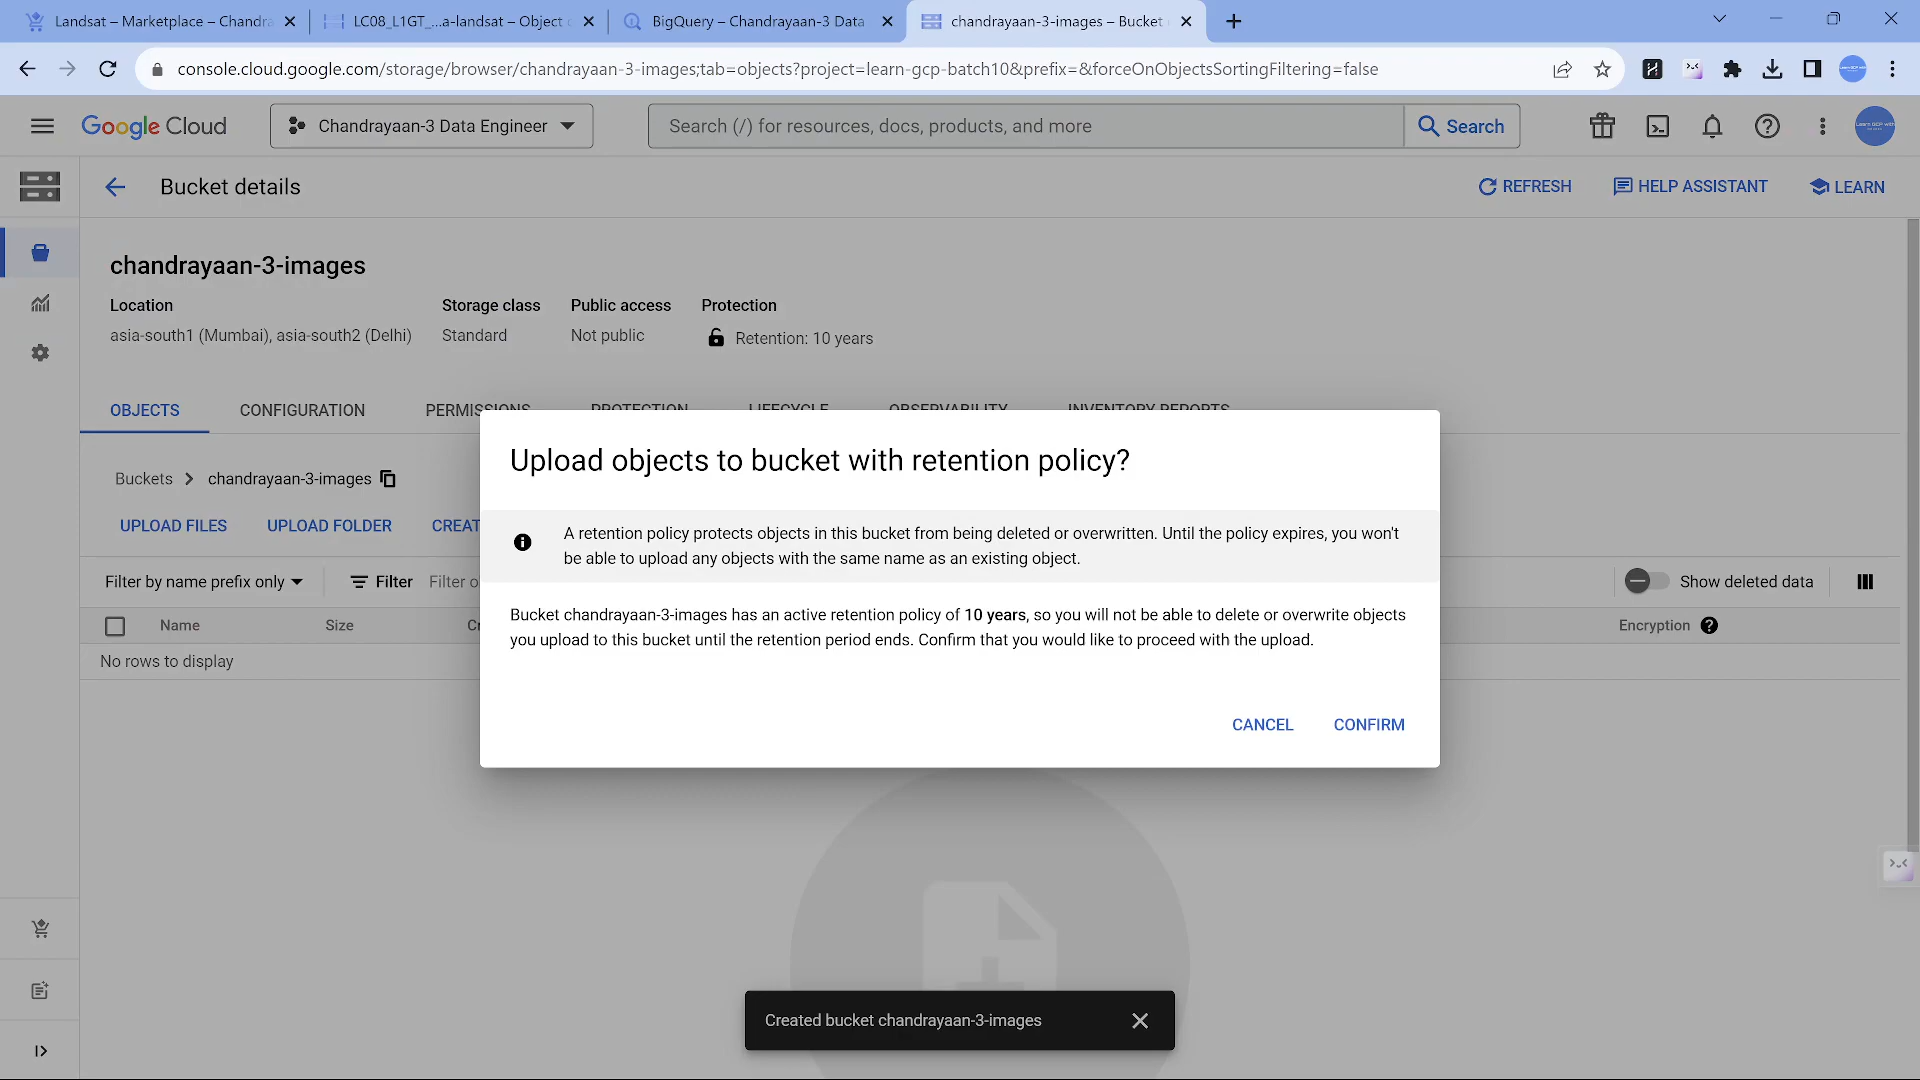 Landsat – Marketplace – Chandra
LC08_L1GT_...a-landsat – Object
BigQuery – Chandrayaan-3 Data
chandrayaan-3-images – Bucket
console.cloud.google.com/storage/browser/chandrayaan-3-images;tab=objects?project=learn-gcp-batch10&prefix=&forceOnObjectsSortingFiltering=false
Google Cloud
Chandrayaan-3 Data Engineer
Search (/) for resources, docs, products, and more
Search
Bucket details
REFRESH
HELP ASSISTANT
LEARN
chandrayaan-3-images
Location Storage class Public access Protection
asia-south1 (Mumbai), asia-south2 (Delhi) Standard Not public Retention: 10 years
OBJECTS CONFIGURATION PERMISSIONS PROTECTION LIFECYCLE OBSERVABILITY INVENTORY REPORTS
Upload objects to bucket with retention policy?
Buckets > chandrayaan-3-images
UPLOAD FILES UPLOAD FOLDER CREAT
A retention policy protects objects in this bucket from being deleted or overwritten. Until the policy expires, you won't
be able to upload any objects with the same name as an existing object.
Filter by name prefix only
Filter
Filter o
Show deleted data
Bucket chandrayaan-3-images has an active retention policy of 10 years, so you will not be able to delete or overwrite objects
you upload to this bucket until the retention period ends. Confirm that you would like to proceed with the upload.
Name Size Cr
Encryption
No rows to display
CANCEL CONFIRM
Created bucket chandrayaan-3-images